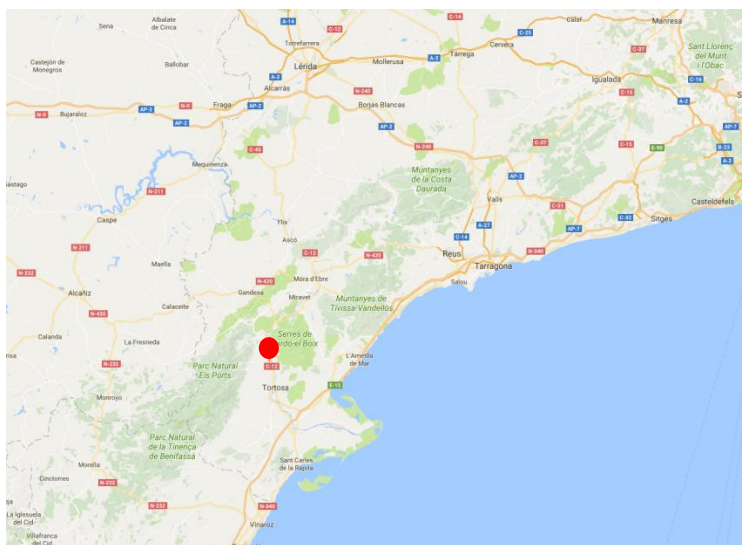 Sena
Albalate
de Cinca
A-14
C-12
C-14
Calaf
Manresa
C-25
C-37
Sant Llorenç
del Munt
i l'Obac
Torrefarrera
Lérida
Mollerusa
A-2
Tàrrega
Cervera
Castejón de
Monegros
Ballobar
A-2
Alcarràs
N-240
Igualada
C-15
C-16
AP-2
N-II
Fraga
AP-2
Borjas Blancas
A-2
Bujaraloz
AP-2
N-240
C-37
C-15
AP-7
B-23
A-2
C-45
Mequinenza
Muntanyes
de la Costa
Daurada
AP-2
N-211
Valls
C-51
Casteldefels
Caspe
Flix
AP-7
C-32
Sitges
N-211
Ascó
C-12
C-14
A-27
N-340
Reus
N-420
Tarragona
N-232
Maella
Salou
N-420
Móra d'Ebre
Alcañiz
Gandesa
Miravet
Calaceite
Muntanyes de
Tivissa-Vandellòs
N-420
Calanda
La Fresneda
Serres de
rdó-el Boix
L'Ametlla
de Mar
N-232
Parc Natural
Els Ports
C-12
C-15
Tortosa
Monroyo
Parc Natural
de la Tinença
de Benifassà
Morella
Sant Carles
de la Ràpita
Cinctorres
N-232
N-232
N-340
La Iglesuela
del Cid
Vinaroz
Villafranca
del Cid